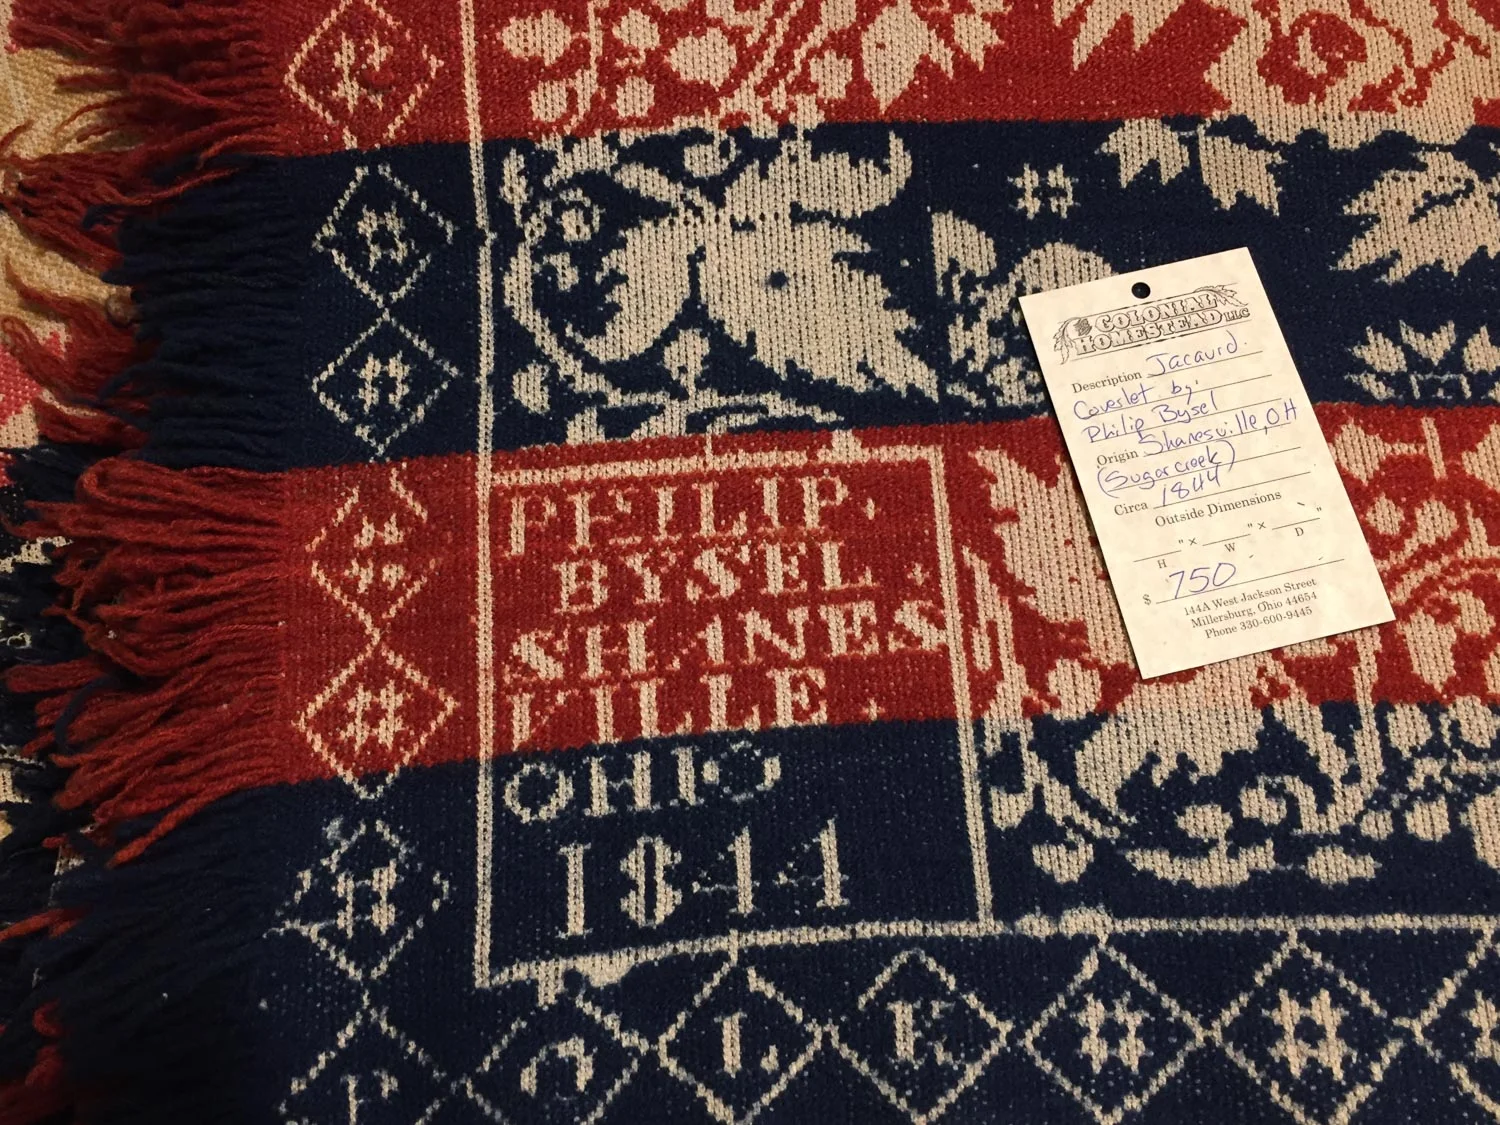 PHILIP.
BYSEL.
SHANES
VILLE.
OHIO
1844
COLONIAL
HOMESTEAD LLC
Description Jacaurd.
Coverlet by
Philip Bysel
Origin Shanesville, OH
(Sugarcreek)
Circa 1844
Outside Dimensions
" x " x "
H W D
$ 750
144A West Jackson Street
Millersburg, Ohio 44654
Phone 330-600-9445